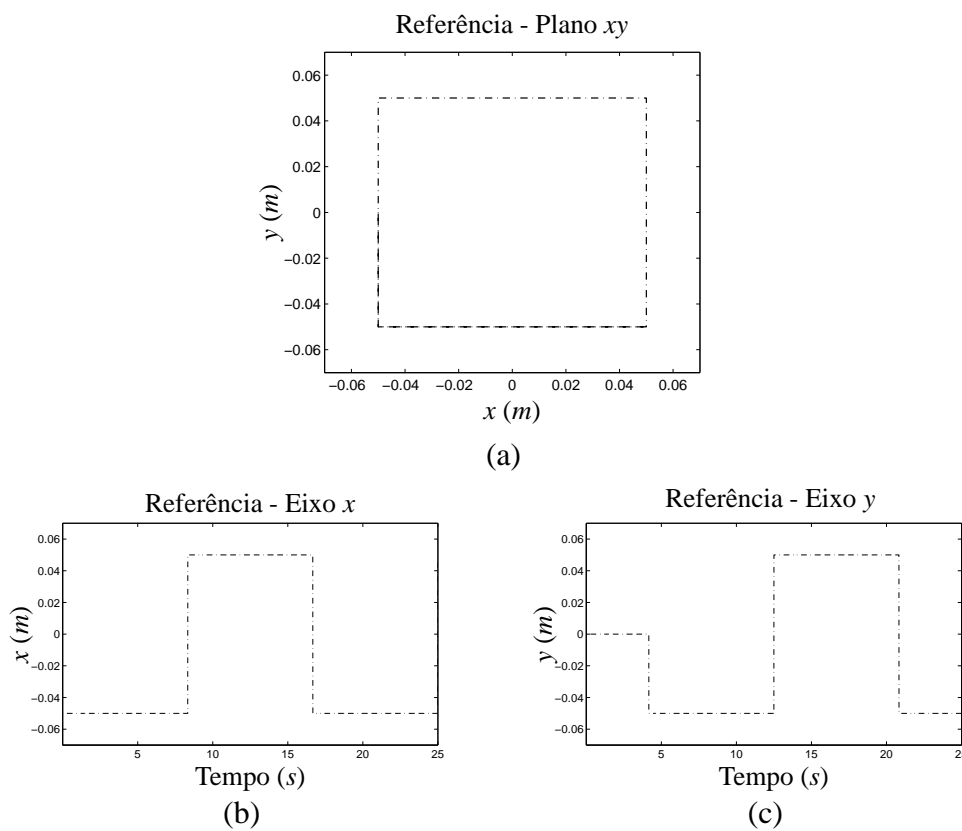 Referência - Plano xy
0.06
0.04
0.02
0
−0.02
−0.04
−0.06
y (m)
−0.06 −0.04 −0.02 0 0.02 0.04 0.06
x (m)
(a)
Referência - Eixo x
0.06
0.04
0.02
0
−0.02
−0.04
−0.06
x (m)
5 10 15 20 25
Tempo (s)
(b)
Referência - Eixo y
0.06
0.04
0.02
0
−0.02
−0.04
−0.06
y (m)
5 10 15 20 25
Tempo (s)
(c)